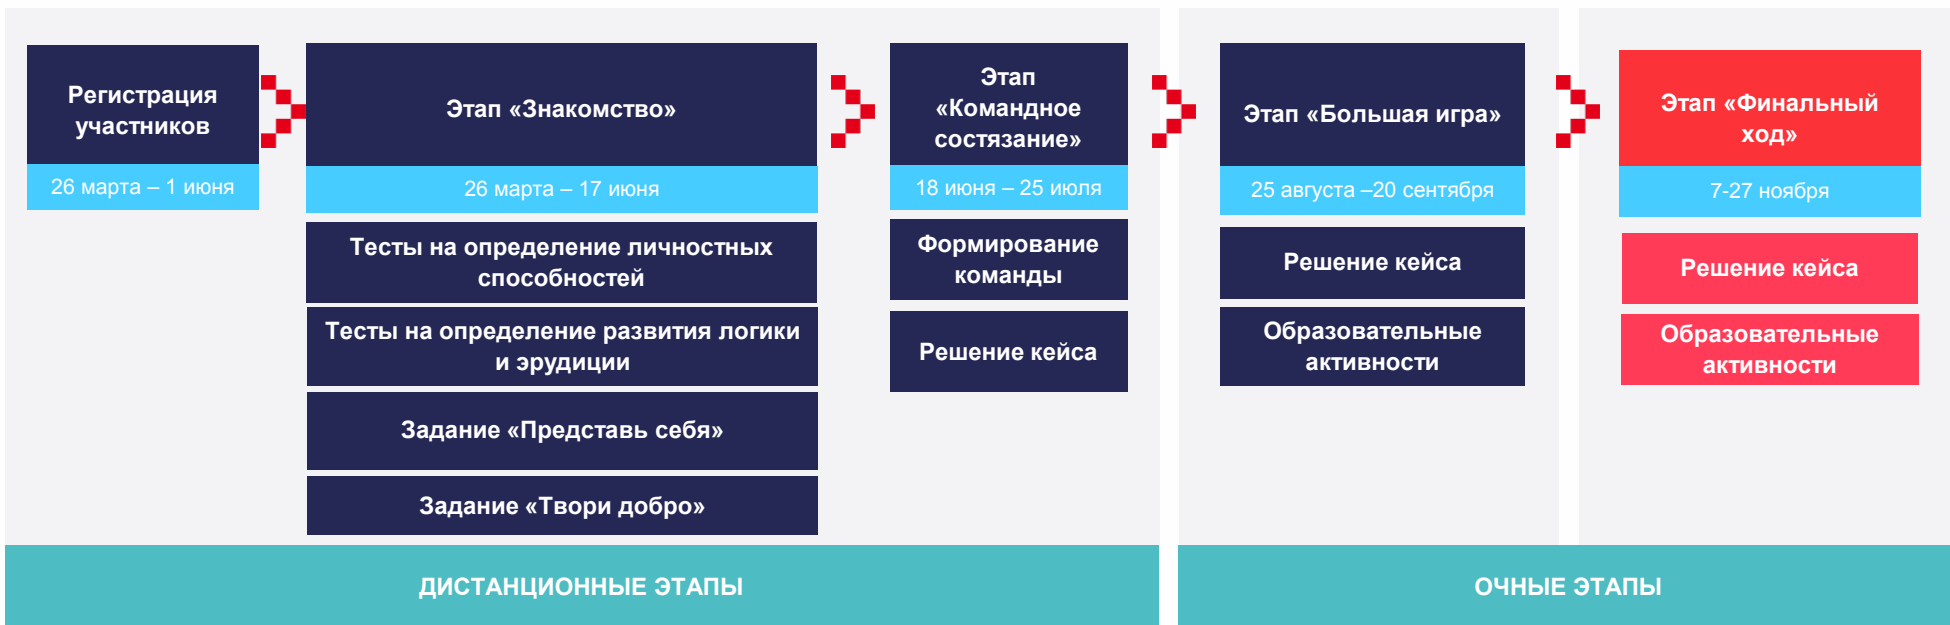 Регистрация
участников
26 марта – 1 июня
Этап «Знакомство»
26 марта – 17 июня
Тесты на определение личностных
способностей
Тесты на определение развития логики
и эрудиции
Задание «Представь себя»
Задание «Твори добро»
Этап
«Командное
состязание»
18 июня – 25 июля
Формирование
команды
Решение кейса
Этап «Большая игра»
25 августа –20 сентября
Решение кейса
Образовательные
активности
Этап «Финальный
ход»
7-27 ноября
Решение кейса
Образовательные
активности
ДИСТАНЦИОННЫЕ ЭТАПЫ
ОЧНЫЕ ЭТАПЫ